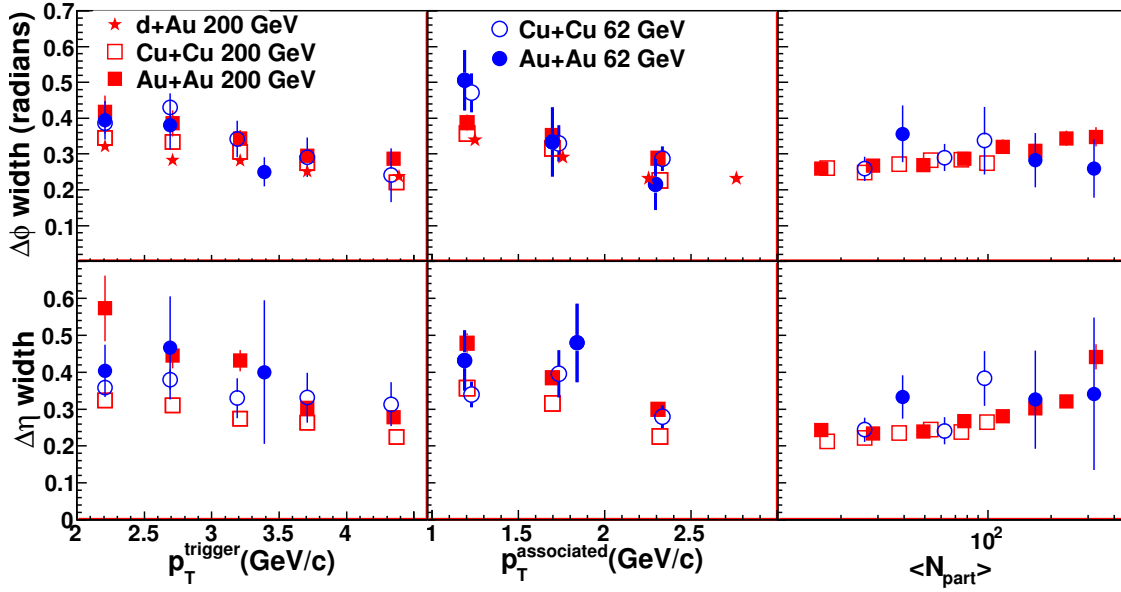 0.7
0.6
0.5
0.4
0.3
0.2
0.1
Δϕ width (radians)
d+Au 200 GeV
Cu+Cu 200 GeV
Au+Au 200 GeV
Cu+Cu 62 GeV
Au+Au 62 GeV
0.6
0.5
0.4
0.3
0.2
0.1
0
Δη width
2 2.5 3 3.5 4
1 1.5 2 2.5
10^2
p_T^trigger(GeV/c)
p_T^associated(GeV/c)
<N_part>